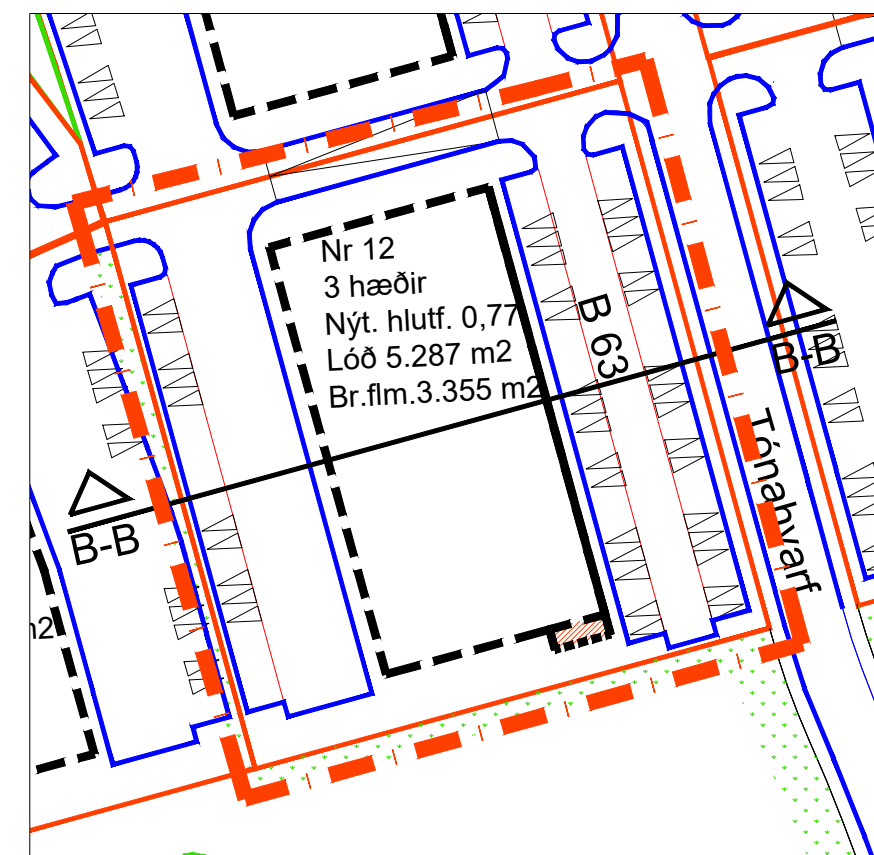 Nr 12
3 hæðir
Nýt. hlutf. 0,77
Lóð 5.287 m2
Br.flm.3.355 m2
B 63
B-B
Tónahvarf
B-B